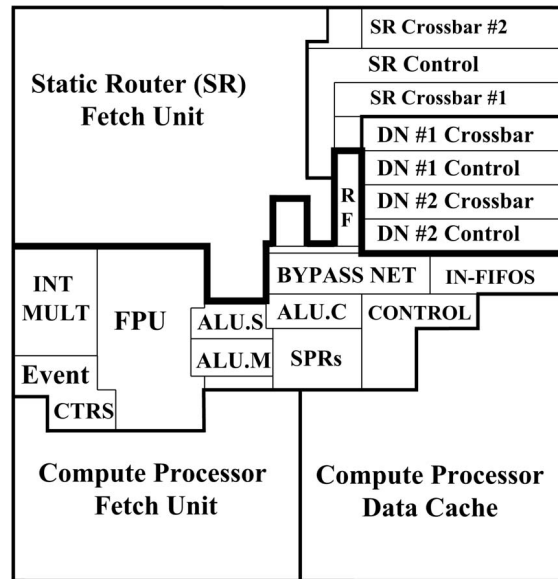 SR Crossbar #2
SR Control
SR Crossbar #1
Static Router (SR)
Fetch Unit
DN #1 Crossbar
DN #1 Control
DN #2 Crossbar
DN #2 Control
R
F
BYPASS NET
IN-FIFOS
INT
MULT
FPU
ALU.S
ALU.C
CONTROL
ALU.M
SPRs
Event
CTRS
Compute Processor
Fetch Unit
Compute Processor
Data Cache